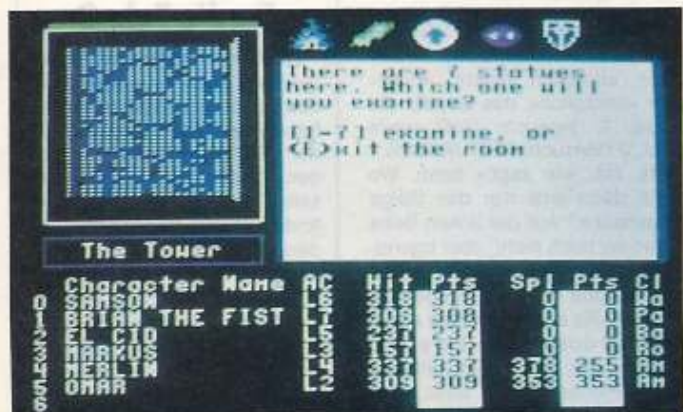 There are 7 statues
here. Which one will
you examine?
[1-7] examine, or
(E)xit the room
The Tower
Character Name AC Hit Pts Spl Pts Cl
0 SAMSON L6 318 318 0 0 Wa
1 BRIAN THE FIST L7 308 308 0 0 Pa
2 EL CID L5 237 237 0 0 Ba
3 MARKUS L3 157 157 0 0 Ro
4 MERLIN L4 337 337 378 255 Am
5 OMAR L2 309 309 353 353 Am
6